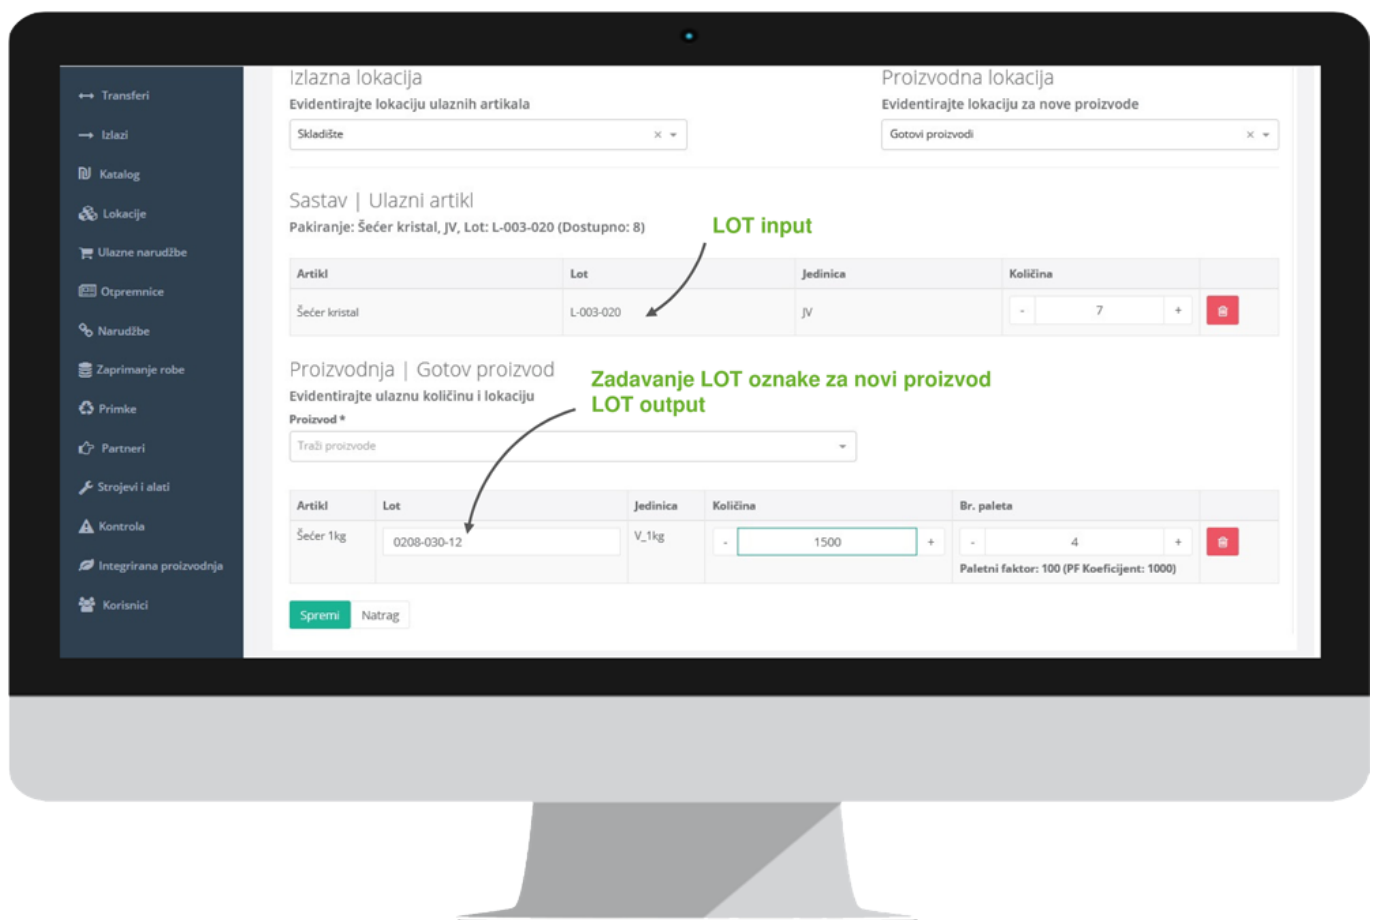 Transferi
Izlazi
Katalog
Lokacije
Ulazne narudžbe
Otpremnice
Narudžbe
Zaprimanje robe
Primke
Partneri
Strojevi i alati
Kontrola
Integrirana proizvodnja
Korisnici
Izlazna lokacija
Evidentirajte lokaciju ulaznih artikala
Skladište
Proizvodna lokacija
Evidentirajte lokaciju za nove proizvode
Gotovi proizvodi
Sastav | Ulazni artikl
Pakiranje: Šećer kristal, JV, Lot: L-003-020 (Dostupno: 8)
LOT input
Artikl Lot Jedinica Količina
Šećer kristal L-003-020 JV - 7 +
Proizvodnja | Gotov proizvod
Evidentirajte ulaznu količinu i lokaciju
Zadavanje LOT oznake za novi proizvod
LOT output
Proizvod *
Traži proizvode
Artikl Lot Jedinica Količina Br. paleta
Šećer 1kg 0208-030-12 V_1kg - 1500 + - 4 +
Paletni faktor: 100 (PF Koeficijent: 1000)
Spremi Natrag